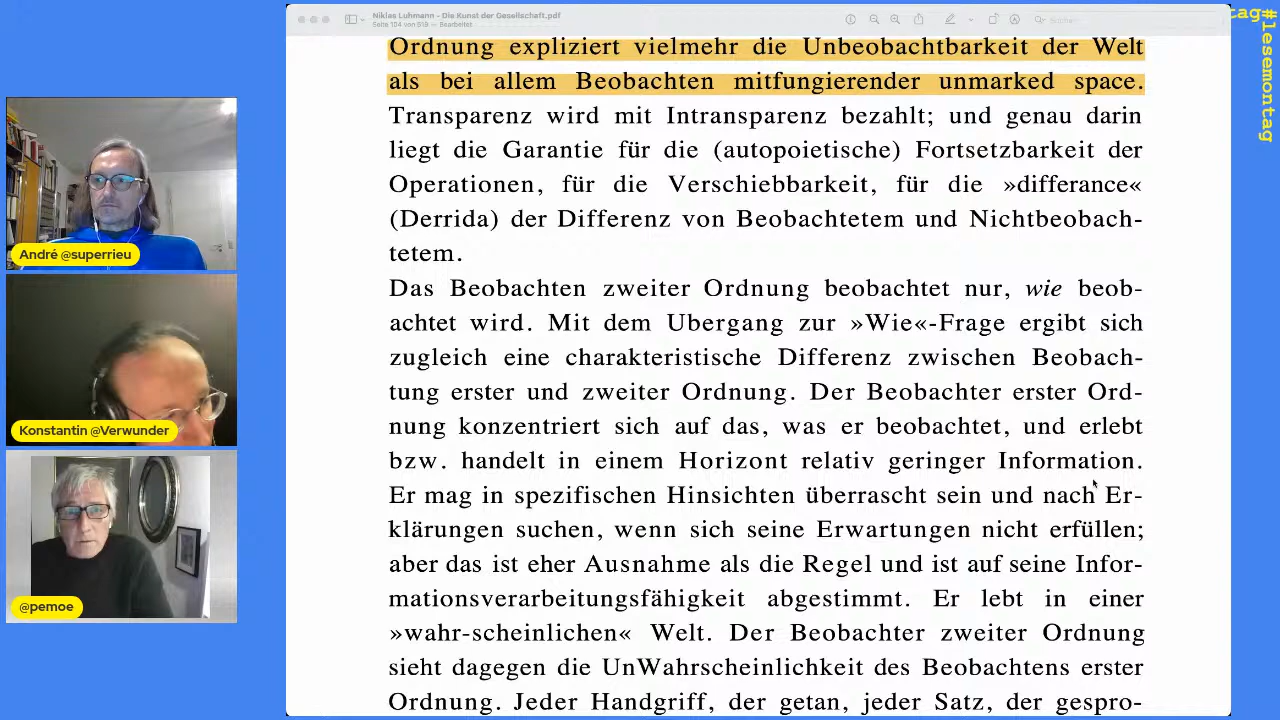 Niklas Luhmann - Die Kunst der Gesellschaft.pdf
Seite 154 von 519 – Bearbeitet
Suche
Ordnung expliziert vielmehr die Unbeobachtbarkeit der Welt
als bei allem Beobachten mitfungierender unmarked space.
Transparenz wird mit Intransparenz bezahlt; und genau darin
liegt die Garantie für die (autopoietische) Fortsetzbarkeit der
Operationen, für die Verschiebbarkeit, für die »differance«
(Derrida) der Differenz von Beobachtetem und Nichtbeobach-
tetem.
Das Beobachten zweiter Ordnung beobachtet nur, wie beob-
achtet wird. Mit dem Ubergang zur »Wie«-Frage ergibt sich
zugleich eine charakteristische Differenz zwischen Beobach-
tung erster und zweiter Ordnung. Der Beobachter erster Ord-
nung konzentriert sich auf das, was er beobachtet, und erlebt
bzw. handelt in einem Horizont relativ geringer Information.
Er mag in spezifischen Hinsichten überrascht sein und nach Er-
klärungen suchen, wenn sich seine Erwartungen nicht erfüllen;
aber das ist eher Ausnahme als die Regel und ist auf seine Infor-
mationsverarbeitungsfähigkeit abgestimmt. Er lebt in einer
»wahr-scheinlichen« Welt. Der Beobachter zweiter Ordnung
sieht dagegen die UnWahrscheinlichkeit des Beobachtens erster
Ordnung. Jeder Handgriff, der getan, jeder Satz, der gespro-
André @superrieu
Konstantin @Verwunder
@pemoe
tag#
#lesemontag